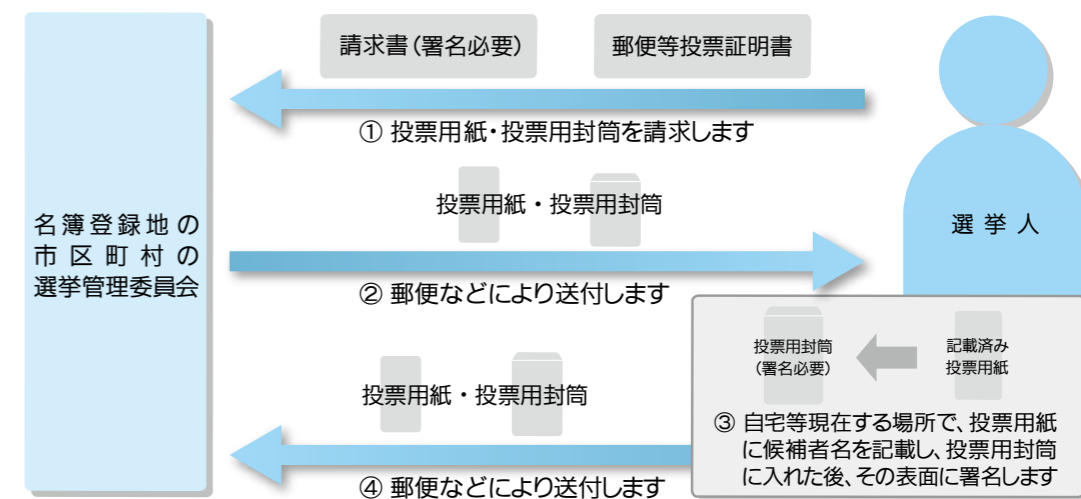 請求書(署名必要)
郵便等投票証明書
① 投票用紙・投票用封筒を請求します
投票用紙・投票用封筒
名簿登録地の
市区町村の
選挙管理委員会
選挙人
② 郵便などにより送付します
投票用封筒
(署名必要)
記載済み
投票用紙
投票用紙・投票用封筒
③ 自宅等現在する場所で、投票用紙
に候補者名を記載し、投票用封筒
に入れた後、その表面に署名します
④ 郵便などにより送付します